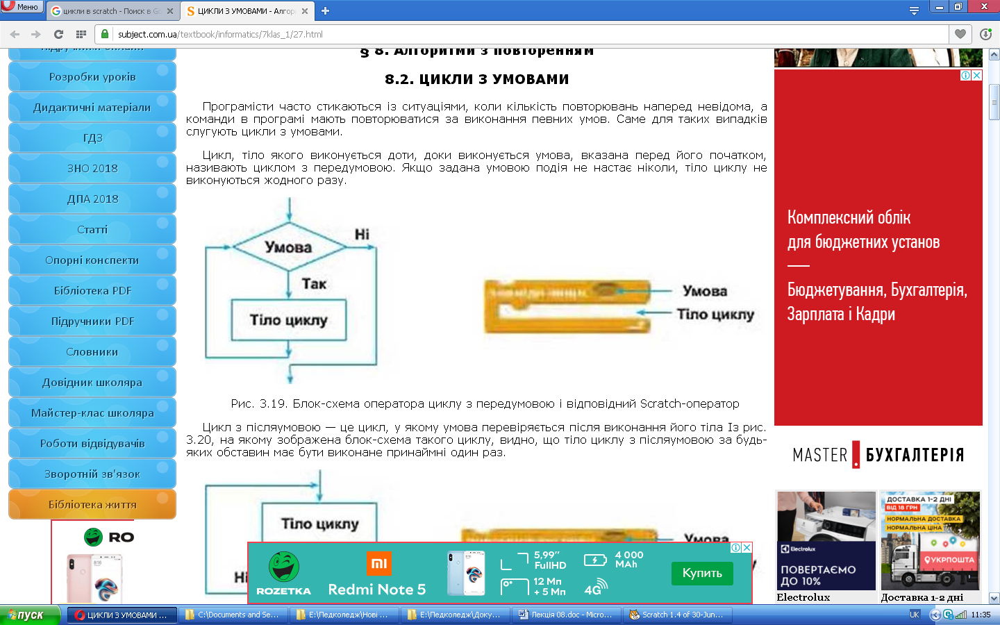 Меню
цикли в scratch - Поиск в Go
ЦИКЛИ З УМОВАМИ - Алгор
subject.com.ua/textbook/informatics/7klas_1/27.html
Підручники онлайн
Розробки уроків
Дидактичні матеріали
ГДЗ
ЗНО 2018
ДПА 2018
Статті
Опорні конспекти
Бібліотека PDF
Підручники PDF
Словники
Довідник школяра
Майстер-клас школяра
Роботи відвідувачів
Зворотній зв'язок
Бібліотека життя
RO
§ 8. Алгоритми з повторенням
8.2. ЦИКЛИ З УМОВАМИ
Програмісти часто стикаються із ситуаціями, коли кількість повторювань наперед невідома, а
команди в програмі мають повторюватися за виконання певних умов. Саме для таких випадків
слугують цикли з умовами.
Цикл, тіло якого виконується доти, доки виконується умова, вказана перед його початком,
називають циклом з передумовою. Якщо задана умовою подія не настає ніколи, тіло циклу не
виконуються жодного разу.
Умова
Ні
Так
Тіло циклу
Умова
Тіло циклу
Рис. 3.19. Блок-схема оператора циклу з передумовою і відповідний Scratch-оператор
Цикл з післяумовою — це цикл, у якому умова перевіряється після виконання його тіла Із рис.
3.20, на якому зображена блок-схема такого циклу, видно, що тіло циклу з післяумовою за будь-
яких обставин має бути виконане принаймні один раз.
Тіло циклу
Умова
Ні
ROZETKA
mi
Redmi Note 5
5,99″
FullHD
12 Мп
+ 5 Мп
4 000
MAh
4G
Купить
Комплексний облік
для бюджетних установ
Бюджетування, Бухгалтерія,
Зарплата і Кадри
MASTER БУХГАЛТЕРІЯ
Electrolux
ПОВЕРТАЄМО
ДО 10%
Electrolux
ДОСТАВКА 1-2 ДНІ
ВІД 18 ГРН
НОРМАЛЬНА ДОСТАВКА
НОРМАЛЬНА ЦІНА
УКРПОШТА
Доставка 1-2 дні
пуск
ЦИКЛИ З УМОВАМИ ...
C:\Documents and Se...
E:\Педколедж\Нові ...
E:\Педколедж\Доку...
Лекція 08.doc - Micro...
Scratch 1.4 of 30-Jun...
UK
11:35